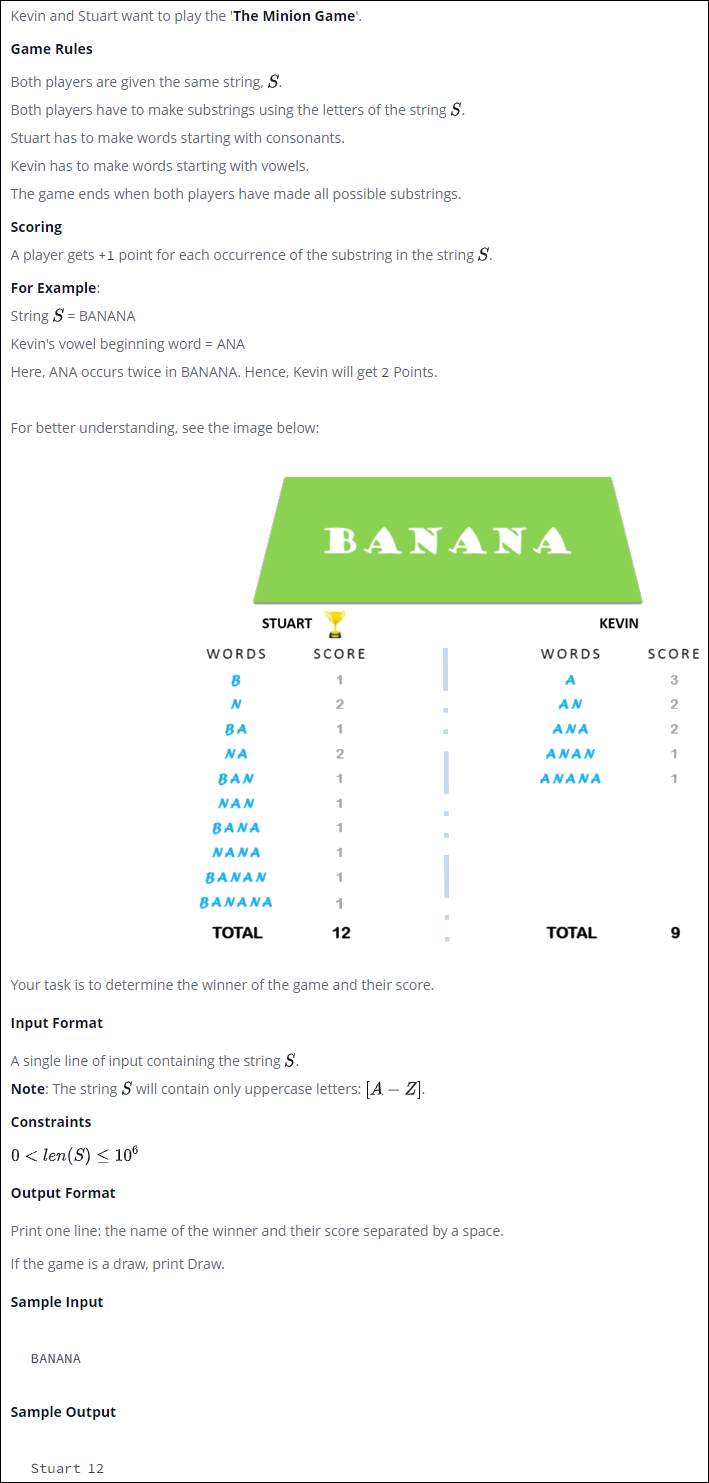 Kevin and Stuart want to play the 'The Minion Game'.
Game Rules
Both players are given the same string, S.
Both players have to make substrings using the letters of the string S.
Stuart has to make words starting with consonants.
Kevin has to make words starting with vowels.
The game ends when both players have made all possible substrings.
Scoring
A player gets +1 point for each occurrence of the substring in the string S.
For Example:
String S = BANANA
Kevin's vowel beginning word = ANA
Here, ANA occurs twice in BANANA. Hence, Kevin will get 2 Points.
For better understanding, see the image below:
BANANA
STUART KEVIN
WORDS SCORE WORDS SCORE
B 1 A 3
N 2 AN 2
BA 1 ANA 2
NA 2 ANAN 1
BAN 1 ANANA 1
NAN 1
BANA 1
NANA 1
BANAN 1
BANANA 1
TOTAL 12 TOTAL 9
Your task is to determine the winner of the game and their score.
Input Format
A single line of input containing the string S.
Note: The string S will contain only uppercase letters: [A − Z].
Constraints
0 < len(S) ≤ 10⁶
Output Format
Print one line: the name of the winner and their score separated by a space.
If the game is a draw, print Draw.
Sample Input
BANANA
Sample Output
Stuart 12